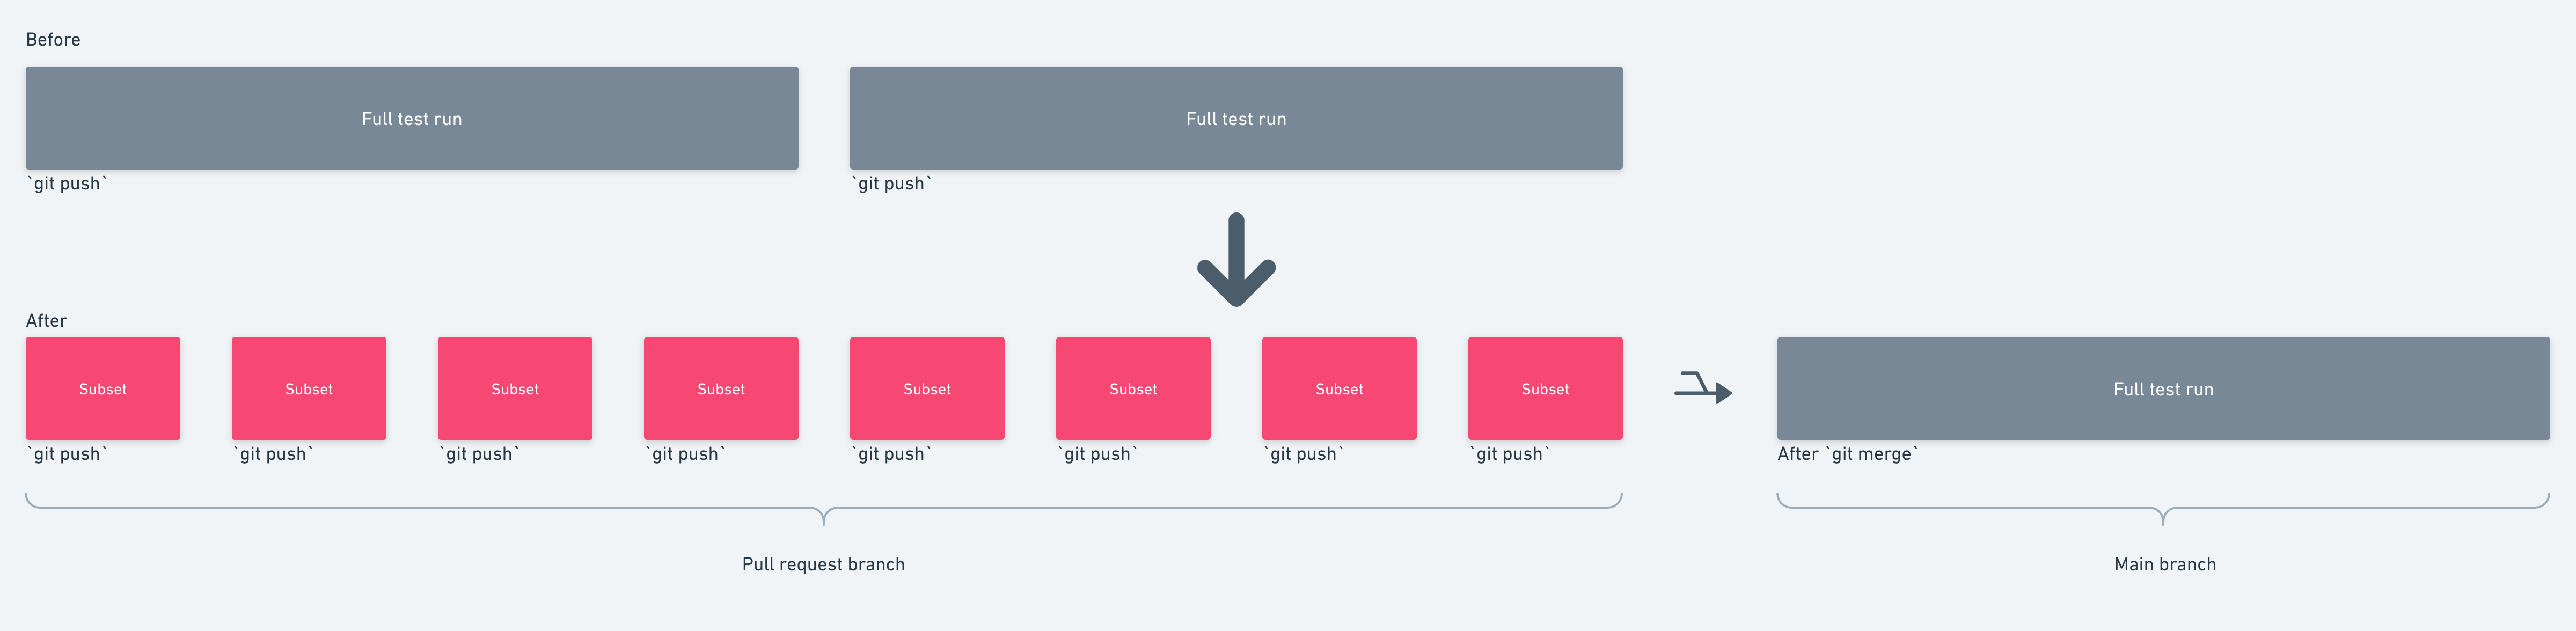 Before
Full test run
Full test run
`git push`
`git push`
After
Subset
Subset
Subset
Subset
Subset
Subset
Subset
Subset
Full test run
`git push`
`git push`
`git push`
`git push`
`git push`
`git push`
`git push`
`git push`
After `git merge`
Pull request branch
Main branch